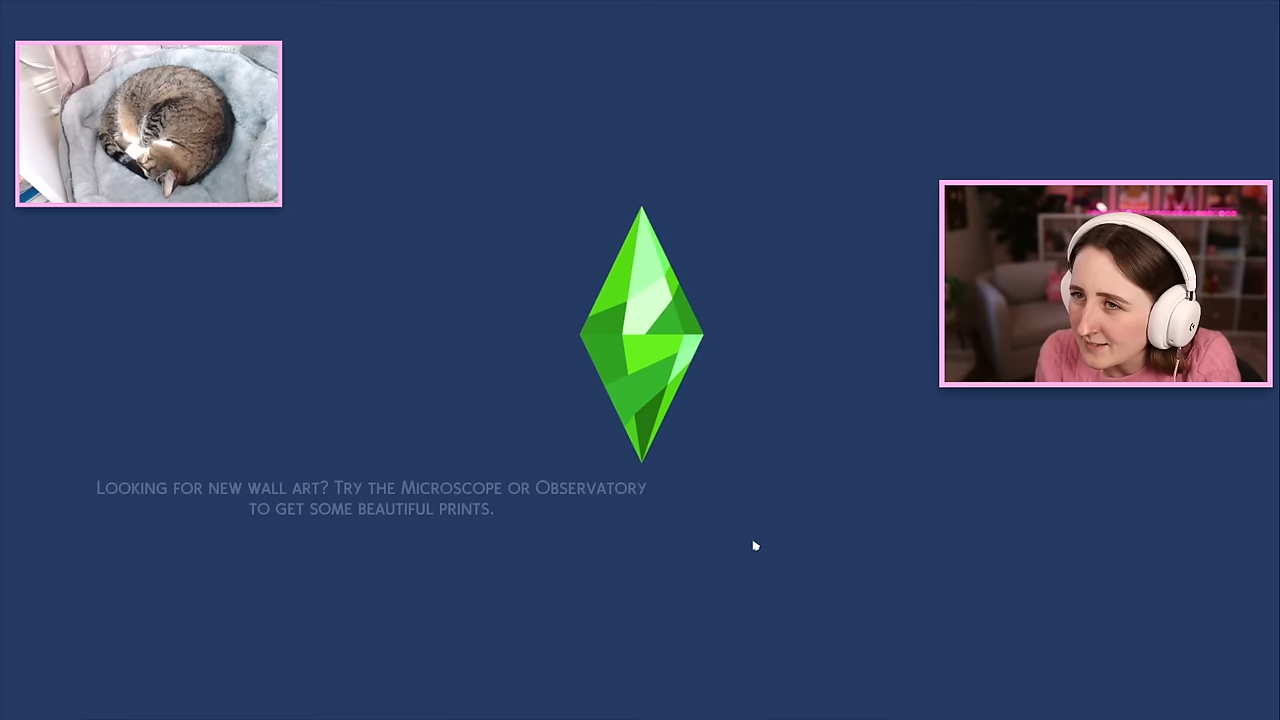 Looking for new wall art? Try the Microscope or Observatory
to get some beautiful prints.